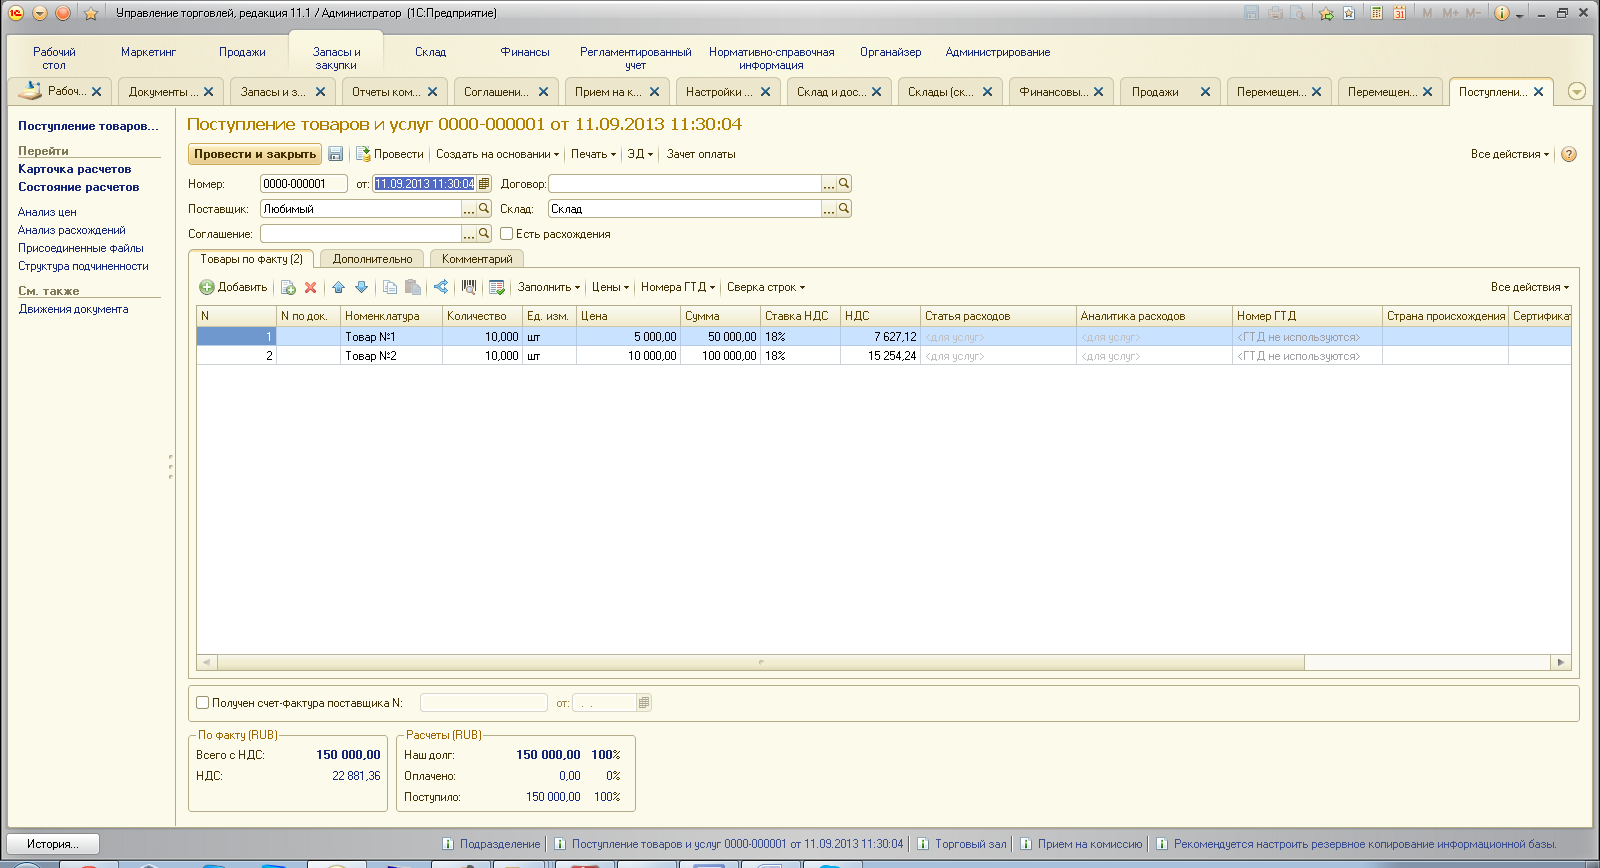 Управление торговлей, редакция 11.1 / Администратор (1С:Предприятие)
M M+ M-
Рабочий стол
Маркетинг
Продажи
Запасы и закупки
Склад
Финансы
Регламентированный учет
Нормативно-справочная информация
Органайзер
Администрирование
Рабоч...
Документы ...
Запасы и з...
Отчеты ком...
Соглашени...
Прием на к...
Настройки ...
Склад и дос...
Склады (ск...
Финансовы...
Продажи
Перемещен...
Перемещен...
Поступлени...
Поступление товаров...
Перейти
Карточка расчетов
Состояние расчетов
Анализ цен
Анализ расхождений
Присоединенные файлы
Структура подчиненности
См. также
Движения документа
Поступление товаров и услуг 0000-000001 от 11.09.2013 11:30:04
Провести и закрыть
Провести
Создать на основании
Печать
ЭД
Зачет оплаты
Все действия
Номер: 0000-000001 от: 11.09.2013 11:30:04 Договор:
Поставщик: Любимый Склад: Склад
Соглашение: Есть расхождения
Товары по факту (2) Дополнительно Комментарий
Добавить Заполнить Цены Номера ГТД Сверка строк Все действия
N N по док. Номенклатура Количество Ед. изм. Цена Сумма Ставка НДС НДС Статья расходов Аналитика расходов Номер ГТД Страна происхождения Сертификат
1 Товар №1 10,000 шт 5 000,00 50 000,00 18% 7 627,12 <для услуг> <для услуг> <ГТД не используются>
2 Товар №2 10,000 шт 10 000,00 100 000,00 18% 15 254,24 <для услуг> <для услуг> <ГТД не используются>
Получен счет-фактура поставщика N: от: . .
По факту (RUB)
Всего с НДС: 150 000,00
НДС: 22 881,36
Расчеты (RUB)
Наш долг: 150 000,00 100%
Оплачено: 0,00 0%
Поступило: 150 000,00 100%
История...
Подразделение
Поступление товаров и услуг 0000-000001 от 11.09.2013 11:30:04
Торговый зал
Прием на комиссию
Рекомендуется настроить резервное копирование информационной базы.